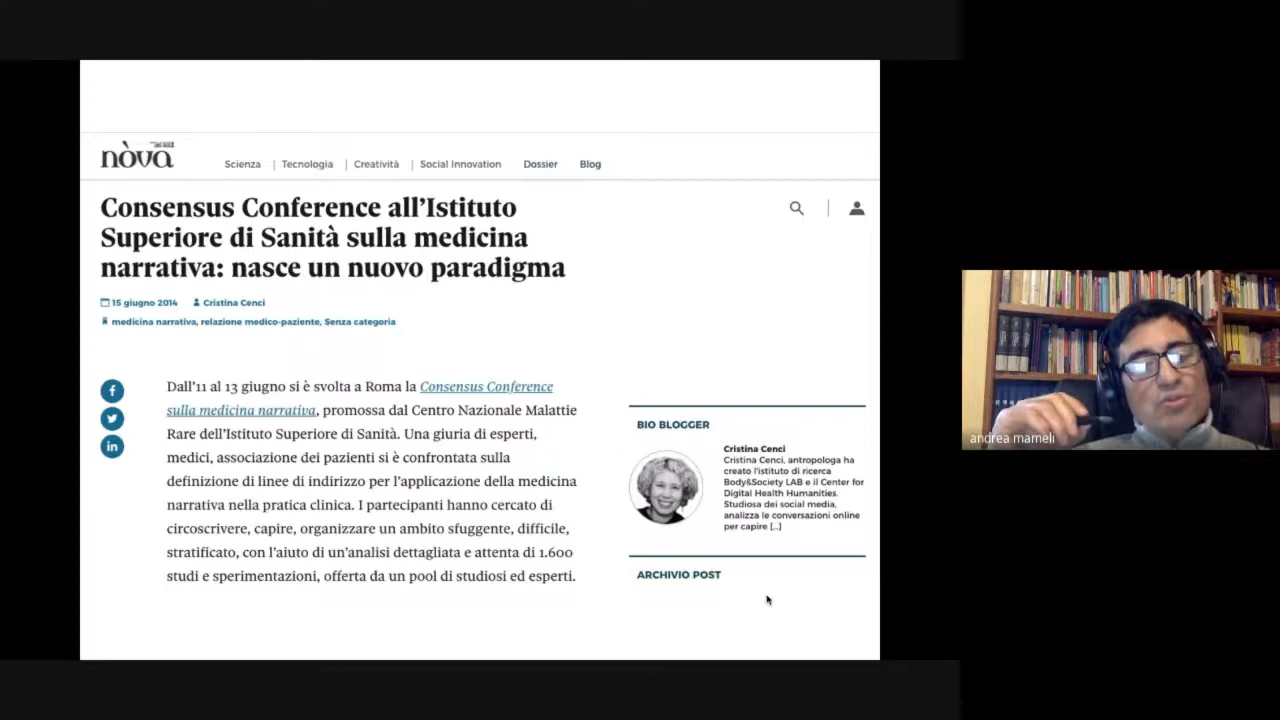 nòva
Scienza | Tecnologia | Creatività | Social Innovation Dossier Blog
Consensus Conference all’Istituto
Superiore di Sanità sulla medicina
narrativa: nasce un nuovo paradigma
15 giugno 2014 Cristina Cenci
medicina narrativa, relazione medico-paziente, Senza categoria
Dall’11 al 13 giugno si è svolta a Roma la Consensus Conference
sulla medicina narrativa, promossa dal Centro Nazionale Malattie
Rare dell’Istituto Superiore di Sanità. Una giuria di esperti,
medici, associazione dei pazienti si è confrontata sulla
definizione di linee di indirizzo per l’applicazione della medicina
narrativa nella pratica clinica. I partecipanti hanno cercato di
circoscrivere, capire, organizzare un ambito sfuggente, difficile,
stratificato, con l’aiuto di un’analisi dettagliata e attenta di 1.600
studi e sperimentazioni, offerta da un pool di studiosi ed esperti.
BIO BLOGGER
Cristina Cenci
Cristina Cenci, antropologa ha
creato l'istituto di ricerca
Body&Society LAB e il Center for
Digital Health Humanities.
Studiosa dei social media,
analizza le conversazioni online
per capire [...]
ARCHIVIO POST
andrea mameli